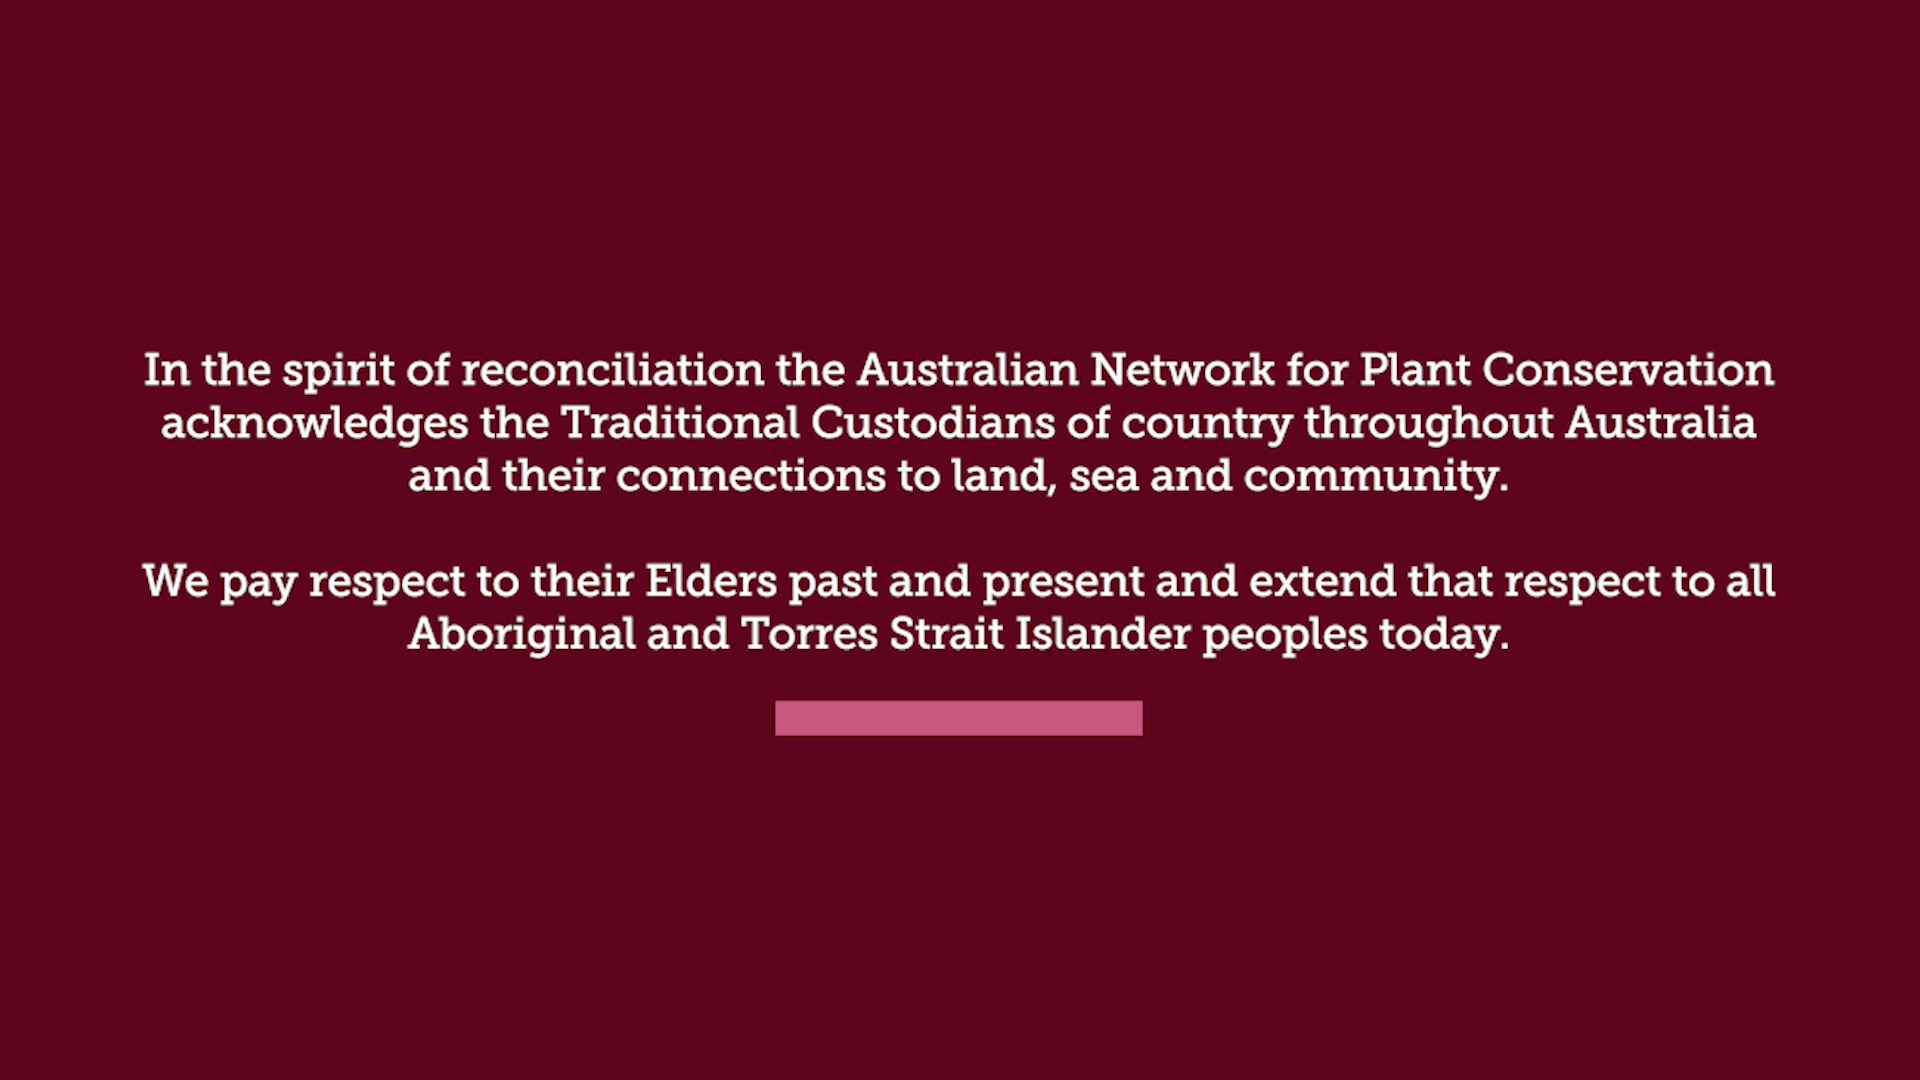 In the spirit of reconciliation the Australian Network for Plant Conservation
acknowledges the Traditional Custodians of country throughout Australia
and their connections to land, sea and community.
We pay respect to their Elders past and present and extend that respect to all
Aboriginal and Torres Strait Islander peoples today.